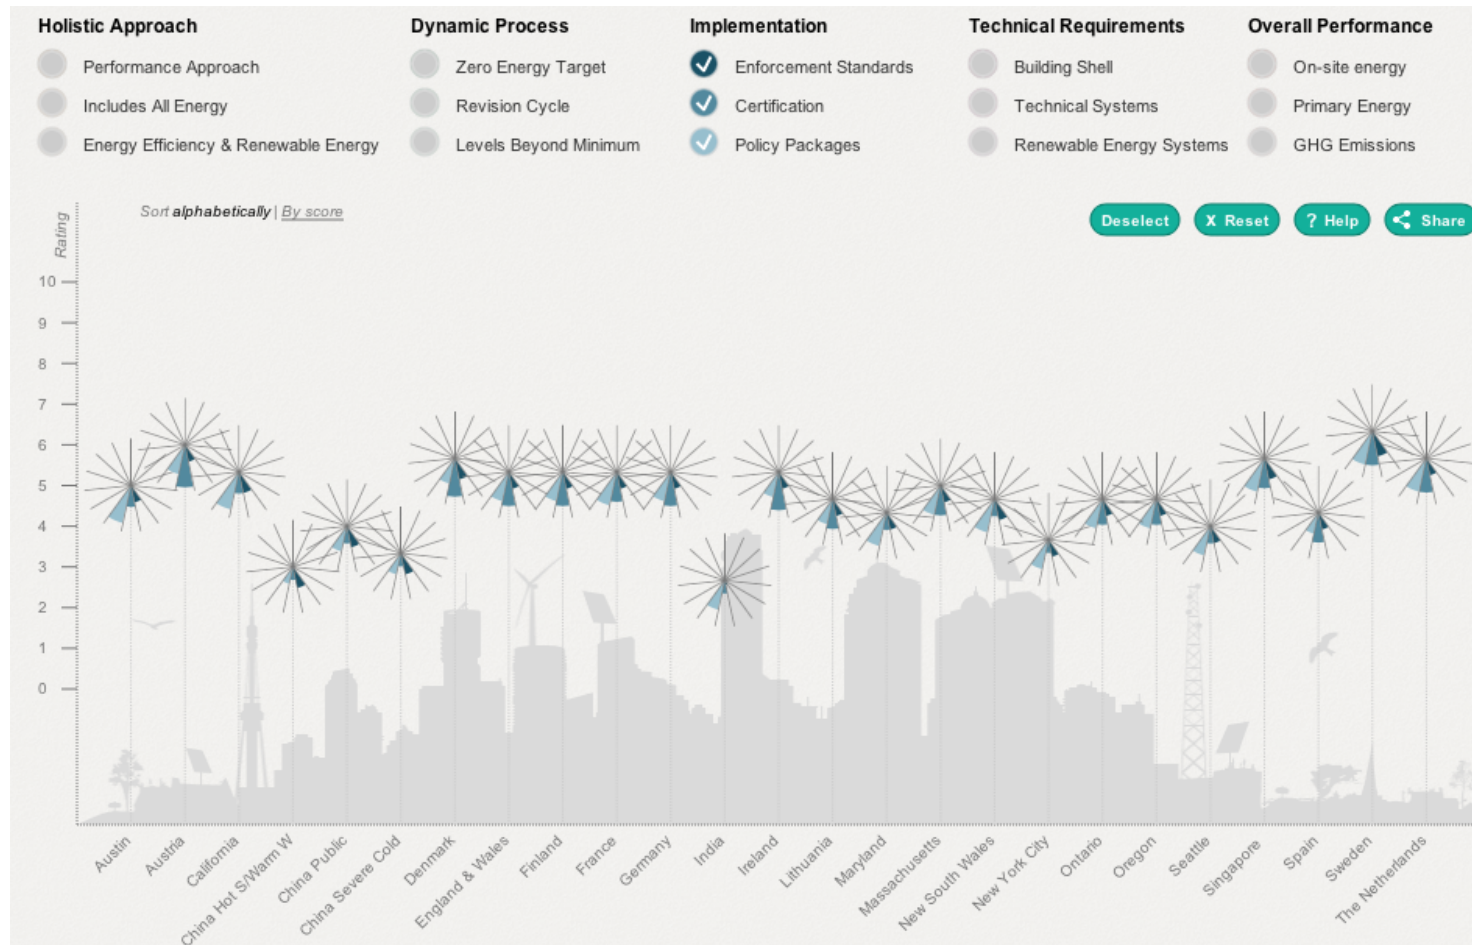 Holistic Approach
Performance Approach
Includes All Energy
Energy Efficiency & Renewable Energy
Dynamic Process
Zero Energy Target
Revision Cycle
Levels Beyond Minimum
Implementation
Enforcement Standards
Certification
Policy Packages
Technical Requirements
Building Shell
Technical Systems
Renewable Energy Systems
Overall Performance
On-site energy
Primary Energy
GHG Emissions
Sort alphabetically | By score
Deselect
X Reset
? Help
Share
Rating
10
9
8
7
6
5
4
3
2
1
0
Austin
Austria
California
China Hot S/Warm W
China Public
China Severe Cold
Denmark
England & Wales
Finland
France
Germany
India
Ireland
Lithuania
Maryland
Massachusetts
New South Wales
New York City
Ontario
Oregon
Seattle
Singapore
Spain
Sweden
The Netherlands